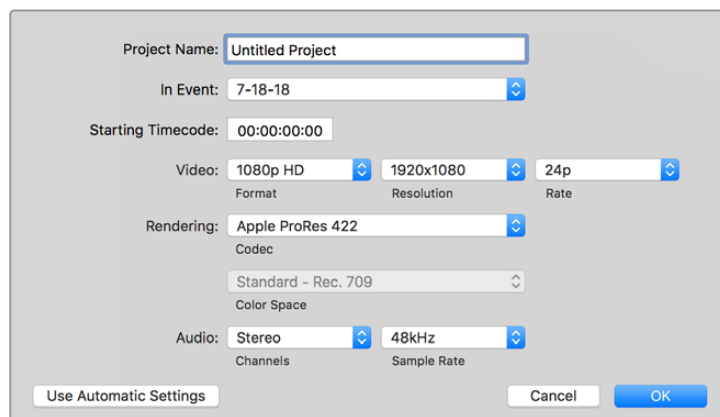 Project Name: Untitled Project
In Event: 7-18-18
Starting Timecode: 00:00:00:00
Video: 1080p HD 1920x1080 24p
Format Resolution Rate
Rendering: Apple ProRes 422
Codec
Standard - Rec. 709
Color Space
Audio: Stereo 48kHz
Channels Sample Rate
Use Automatic Settings Cancel OK